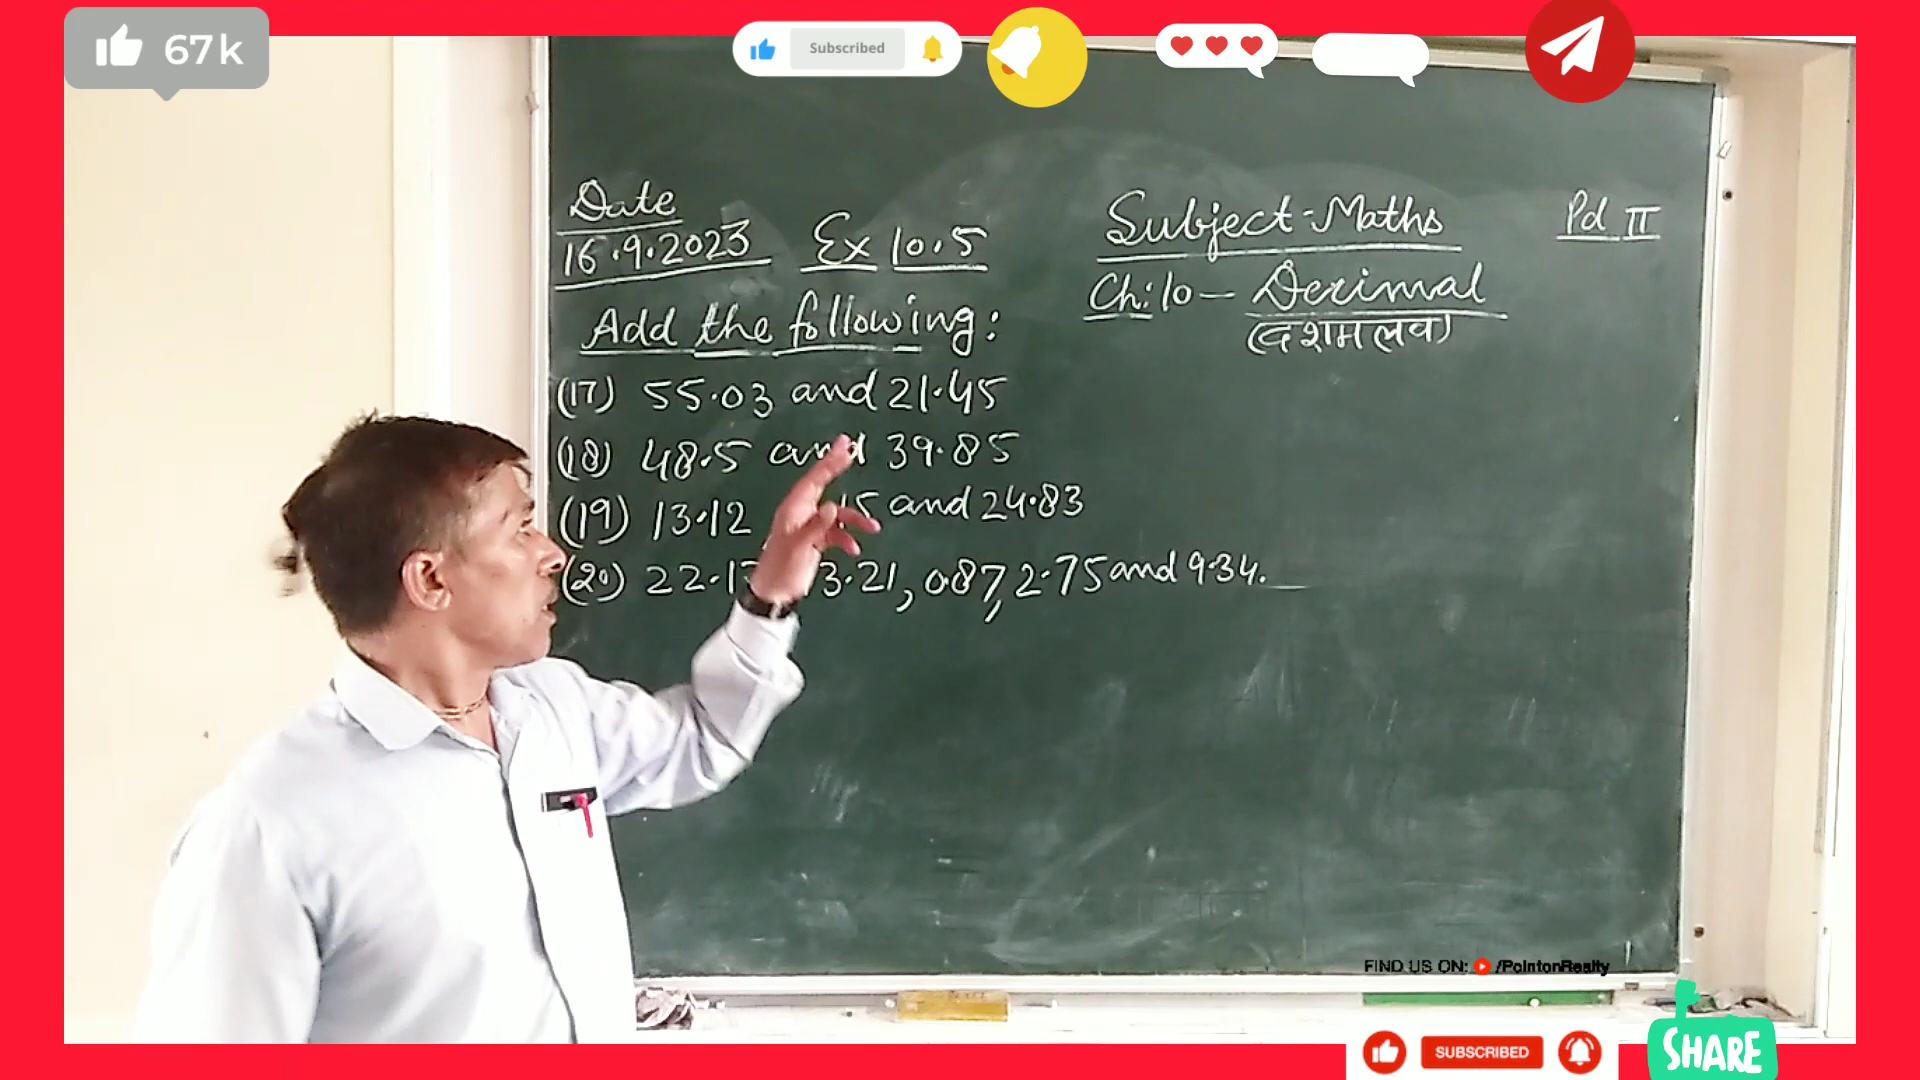 67k
Subscribed
Date
16.9.2023 Ex 10.5
Subject-Maths
Pd II
Ch:10 - Decimal
(दशमलव)
Add the following:
(17) 55.03 and 21.45
(18) 48.5 and 39.85
(19) 13.12 15 and 24.83
(20) 22.1 3.21, 0.87, 2.75 and 9.34.
FIND US ON: /PointonRealty
SUBSCRIBED
SHARE